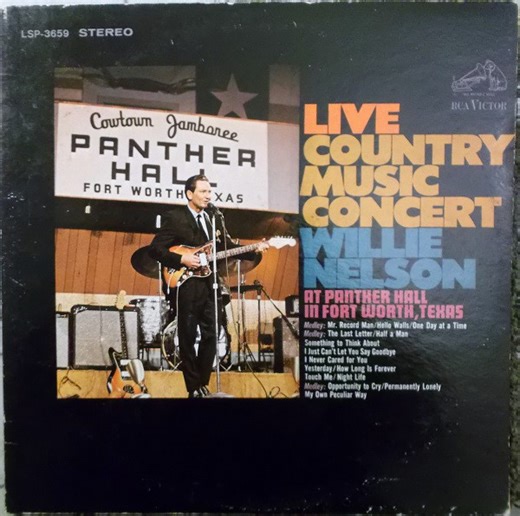 LSP-3659 STEREO
RCA VICTOR
Cowtown Jamboree
PANTHER
HALL
FORT WORTH TEXAS
LIVE
COUNTRY
MUSIC
CONCERT
WILLIE
NELSON
AT PANTHER HALL
IN FORT WORTH, TEXAS
Medley: Mr. Record Man/Hello Walls/One Day at a Time
Medley: The Last Letter/Half a Man
Something to Think About
I Just Can't Let You Say Goodbye
I Never Cared for You
Yesterday/How Long Is Forever
Touch Me/Night Life
Medley: Opportunity to Cry/Permanently Lonely
My Own Peculiar Way